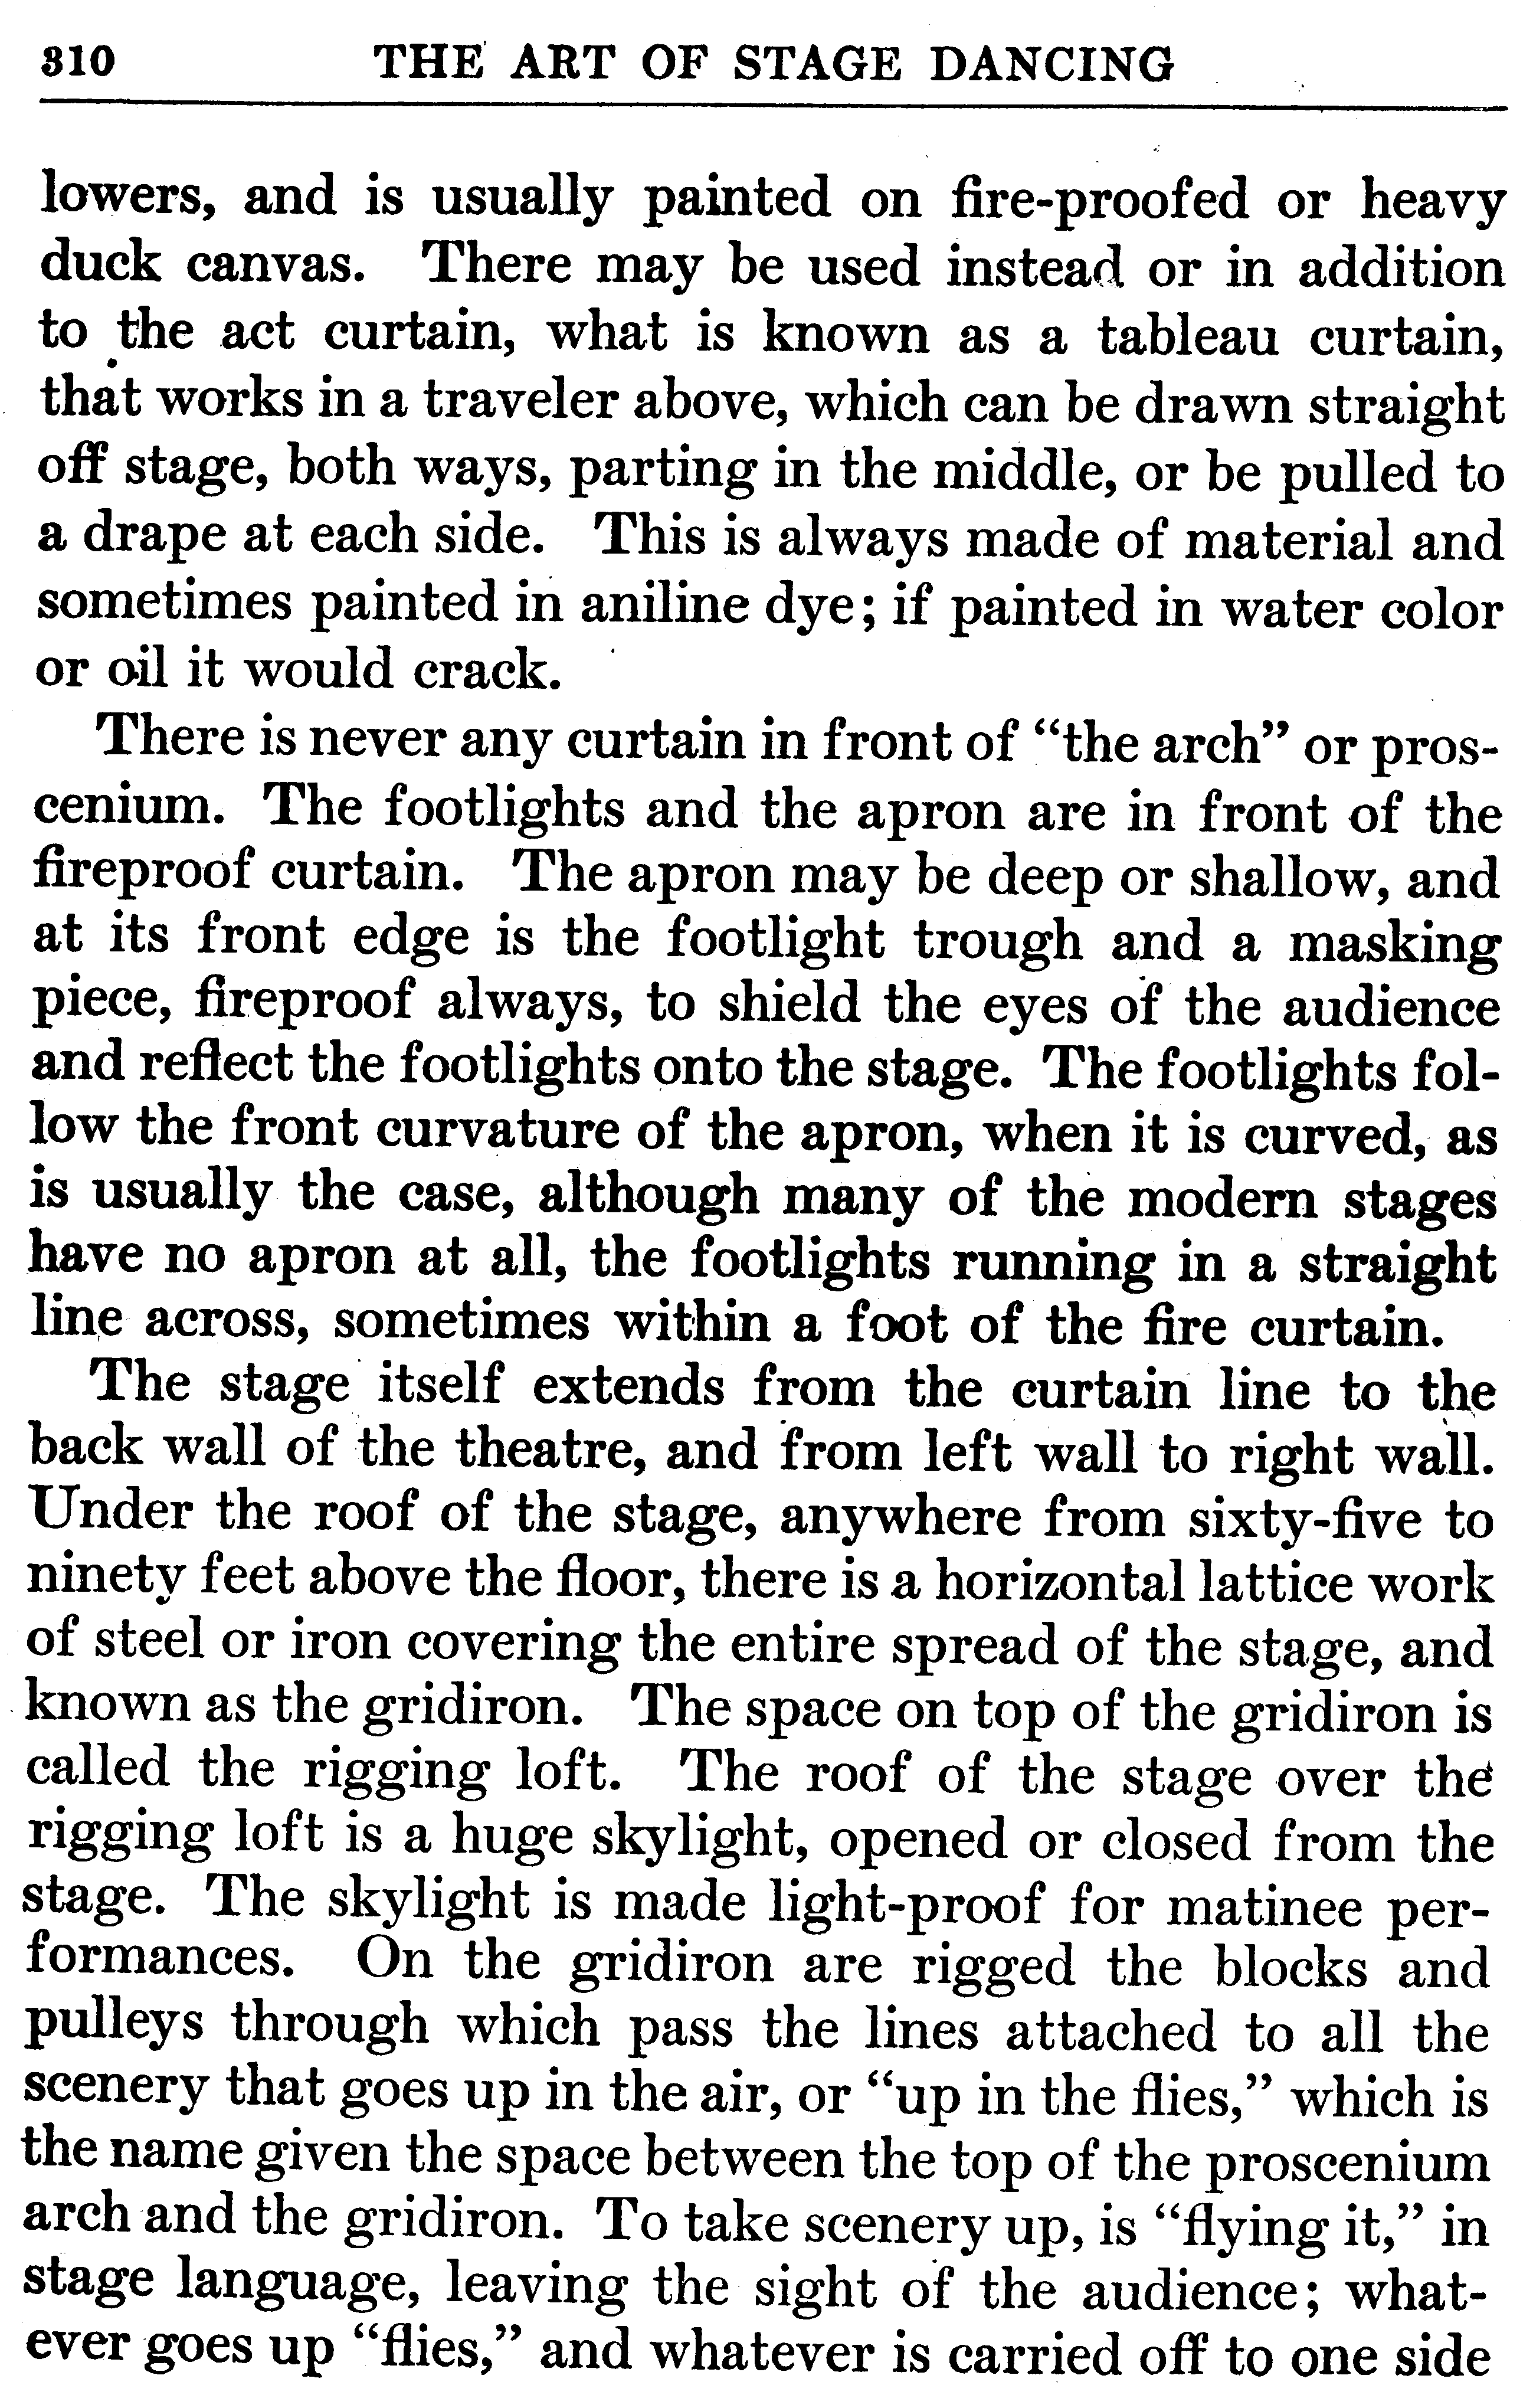 310 THE ART OF STAGE DANCING
lowers, and is usually painted on fire-proofed or heavy
duck canvas. There may be used instead or in addition
to the act curtain, what is known as a tableau curtain,
that works in a traveler above, which can be drawn straight
off stage, both ways, parting in the middle, or be pulled to
a drape at each side. This is always made of material and
sometimes painted in aniline dye; if painted in water color
or oil it would crack.
There is never any curtain in front of “the arch” or pros-
cenium. The footlights and the apron are in front of the
fireproof curtain. The apron may be deep or shallow, and
at its front edge is the footlight trough and a masking
piece, fireproof always, to shield the eyes of the audience
and reflect the footlights onto the stage. The footlights fol-
low the front curvature of the apron, when it is curved, as
is usually the case, although many of the modern stages
have no apron at all, the footlights running in a straight
line across, sometimes within a foot of the fire curtain.
The stage itself extends from the curtain line to the
back wall of the theatre, and from left wall to right wall.
Under the roof of the stage, anywhere from sixty-five to
ninety feet above the floor, there is a horizontal lattice work
of steel or iron covering the entire spread of the stage, and
known as the gridiron. The space on top of the gridiron is
called the rigging loft. The roof of the stage over the
rigging loft is a huge skylight, opened or closed from the
stage. The skylight is made light-proof for matinee per-
formances. On the gridiron are rigged the blocks and
pulleys through which pass the lines attached to all the
scenery that goes up in the air, or “up in the flies,” which is
the name given the space between the top of the proscenium
arch and the gridiron. To take scenery up, is “flying it,” in
stage language, leaving the sight of the audience; what-
ever goes up “flies,” and whatever is carried off to one side